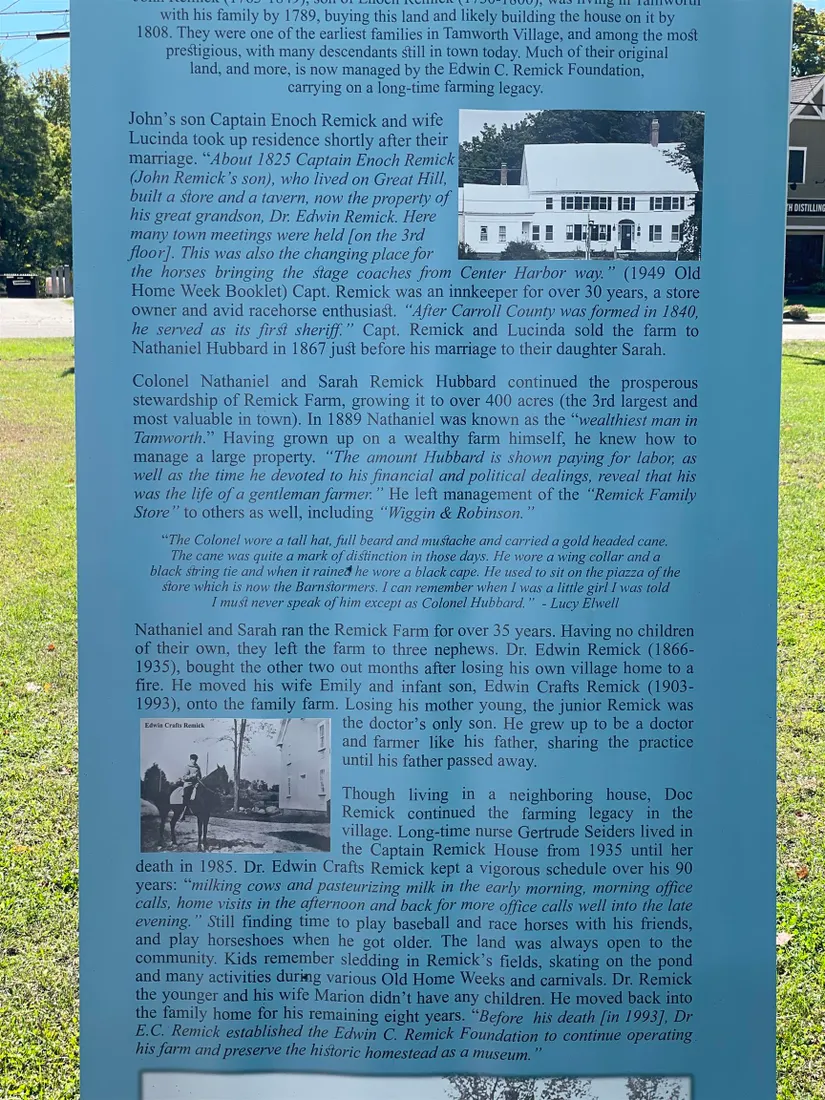 with his family by 1789, buying this land and likely building the house on it by
1808. They were one of the earliest families in Tamworth Village, and among the most
prestigious, with many descendants still in town today. Much of their original
land, and more, is now managed by the Edwin C. Remick Foundation,
carrying on a long-time farming legacy.
John's son Captain Enoch Remick and wife
Lucinda took up residence shortly after their
marriage. "About 1825 Captain Enoch Remick
(John Remick's son), who lived on Great Hill,
built a store and a tavern, now the property of
his great grandson, Dr. Edwin Remick. Here
many town meetings were held [on the 3rd
floor]. This was also the changing place for
the horses bringing the stage coaches from Center Harbor way." (1949 Old
Home Week Booklet) Capt. Remick was an innkeeper for over 30 years, a store
owner and avid racehorse enthusiast. "After Carroll County was formed in 1840,
he served as its first sheriff." Capt. Remick and Lucinda sold the farm to
Nathaniel Hubbard in 1867 just before his marriage to their daughter Sarah.
Colonel Nathaniel and Sarah Remick Hubbard continued the prosperous
stewardship of Remick Farm, growing it to over 400 acres (the 3rd largest and
most valuable in town). In 1889 Nathaniel was known as the "wealthiest man in
Tamworth." Having grown up on a wealthy farm himself, he knew how to
manage a large property. "The amount Hubbard is shown paying for labor, as
well as the time he devoted to his financial and political dealings, reveal that his
was the life of a gentleman farmer." He left management of the "Remick Family
Store" to others as well, including "Wiggin & Robinson."
"The Colonel wore a tall hat, full beard and mustache and carried a gold headed cane.
The cane was quite a mark of distinction in those days. He wore a wing collar and a
black string tie and when it rained he wore a black cape. He used to sit on the piazza of the
store which is now the Barnstormers. I can remember when I was a little girl I was told
I must never speak of him except as Colonel Hubbard." - Lucy Elwell
Nathaniel and Sarah ran the Remick Farm for over 35 years. Having no children
of their own, they left the farm to three nephews. Dr. Edwin Remick (1866-
1935), bought the other two out months after losing his own village home to a
fire. He moved his wife Emily and infant son, Edwin Crafts Remick (1903-
1993), onto the family farm. Losing his mother young, the junior Remick was
the doctor's only son. He grew up to be a doctor
and farmer like his father, sharing the practice
until his father passed away.
Edwin Crafts Remick
Though living in a neighboring house, Doc
Remick continued the farming legacy in the
village. Long-time nurse Gertrude Seiders lived in
the Captain Remick House from 1935 until her
death in 1985. Dr. Edwin Crafts Remick kept a vigorous schedule over his 90
years: "milking cows and pasteurizing milk in the early morning, morning office
calls, home visits in the afternoon and back for more office calls well into the late
evening." Still finding time to play baseball and race horses with his friends,
and play horseshoes when he got older. The land was always open to the
community. Kids remember sledding in Remick's fields, skating on the pond
and many activities during various Old Home Weeks and carnivals. Dr. Remick
the younger and his wife Marion didn't have any children. He moved back into
the family home for his remaining eight years. "Before his death [in 1993], Dr
E.C. Remick established the Edwin C. Remick Foundation to continue operating
his farm and preserve the historic homestead as a museum."
TH DISTILLING